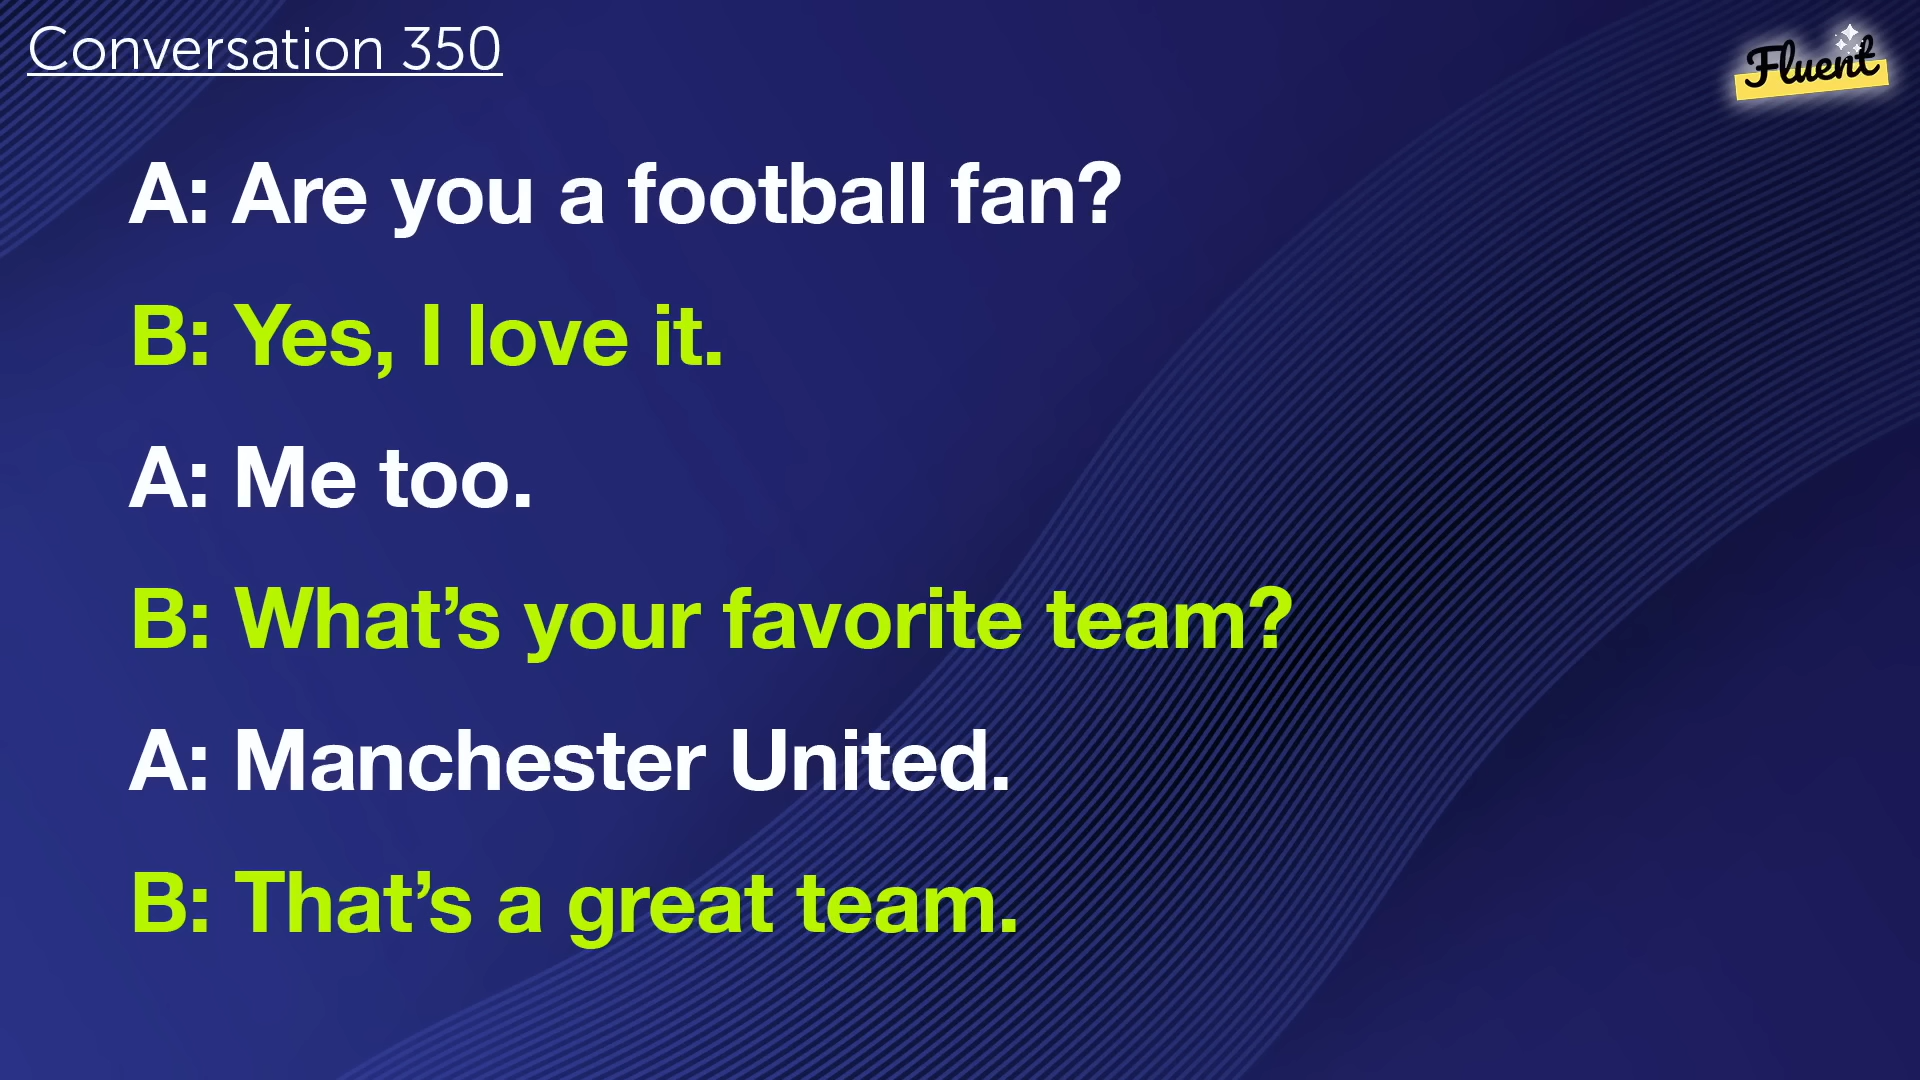 Conversation 350
Fluent
A: Are you a football fan?
B: Yes, I love it.
A: Me too.
B: What’s your favorite team?
A: Manchester United.
B: That’s a great team.